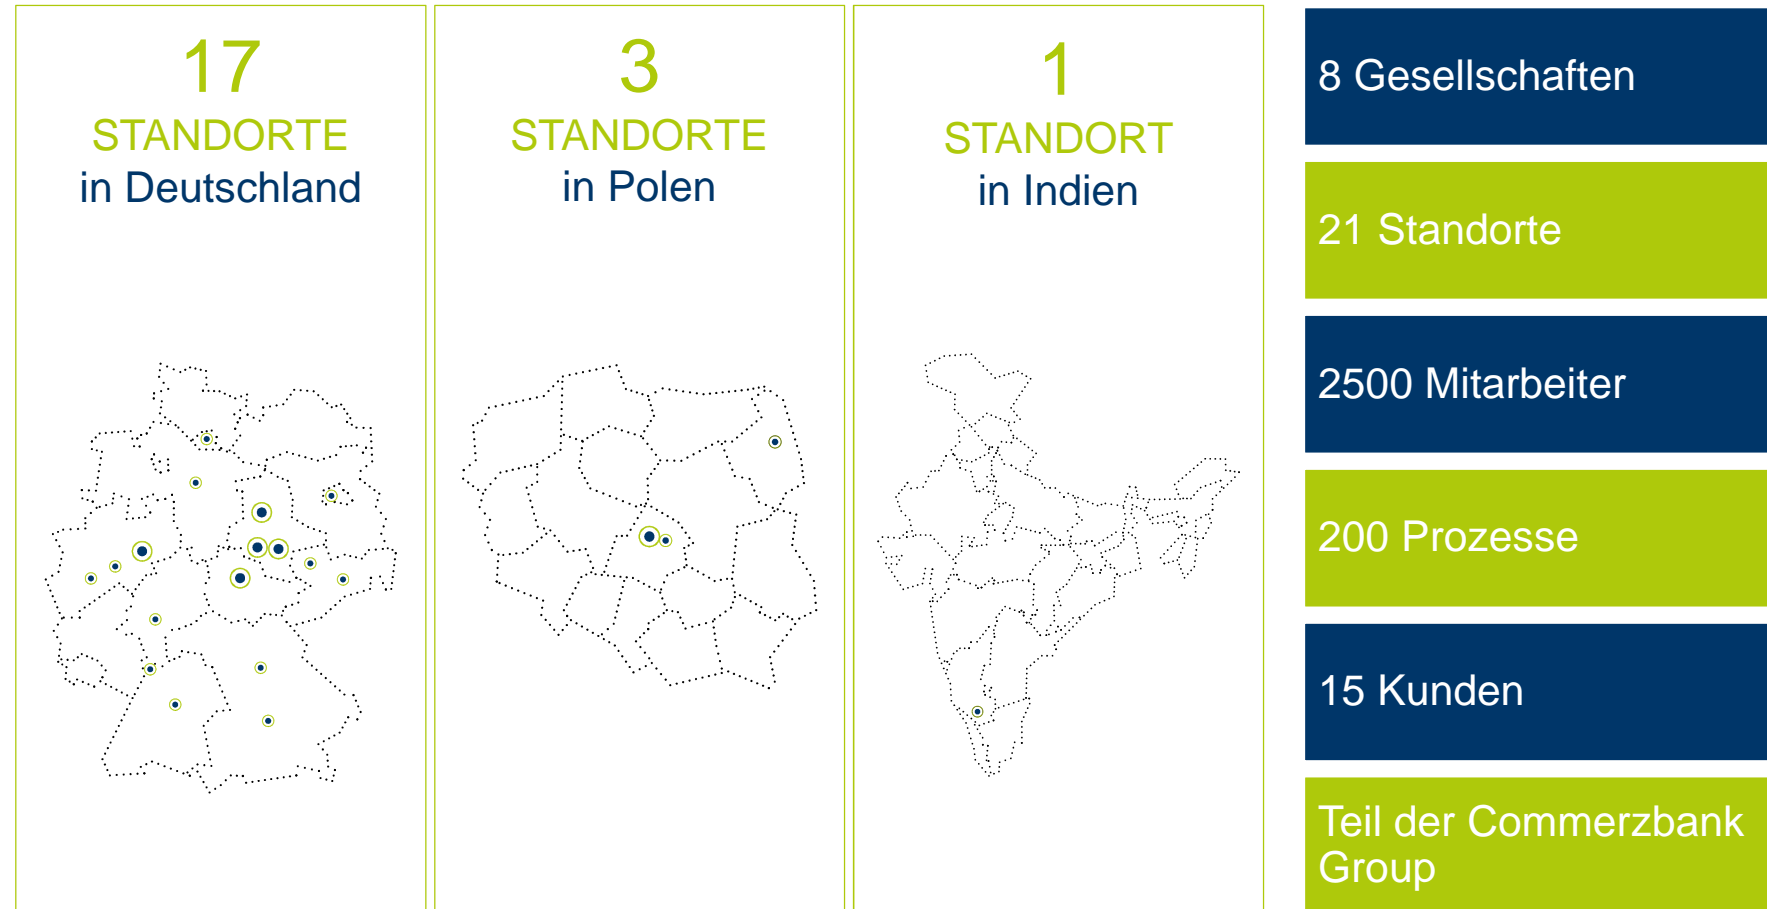 17
STANDORTE
in Deutschland
3
STANDORTE
in Polen
1
STANDORT
in Indien
8 Gesellschaften
21 Standorte
2500 Mitarbeiter
200 Prozesse
15 Kunden
Teil der Commerzbank
Group